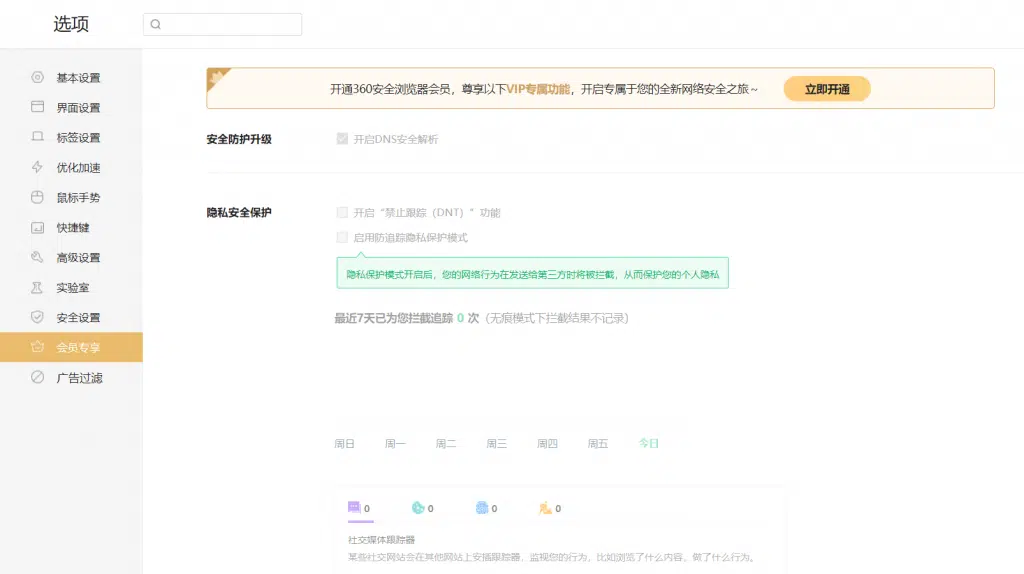 选项
基本设置
界面设置
标签设置
优化加速
鼠标手势
快捷键
高级设置
实验室
安全设置
会员专享
广告过滤
开通360安全浏览器会员，尊享以下VIP专属功能，开启专属于您的全新网络安全之旅～ 立即开通
安全防护升级 开启DNS安全解析
隐私安全保护 开启“禁止跟踪（DNT）”功能
启用防追踪隐私保护模式
隐私保护模式开启后，您的网络行为在发送给第三方时将被拦截，从而保护您的个人隐私
最近7天已为您拦截追踪 0 次（无痕模式下拦截结果不记录）
周日 周一 周二 周三 周四 周五 今日
0 0 0 0
社交媒体跟踪器
某些社交网站会在其他网站上安插跟踪器，监视您的行为，比如浏览了什么内容，做了什么行为。